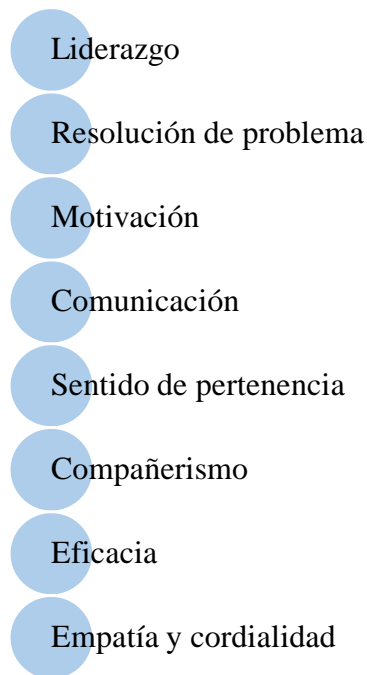 Liderazgo
Resolución de problema
Motivación
Comunicación
Sentido de pertenencia
Compañerismo
Eficacia
Empatía y cordialidad